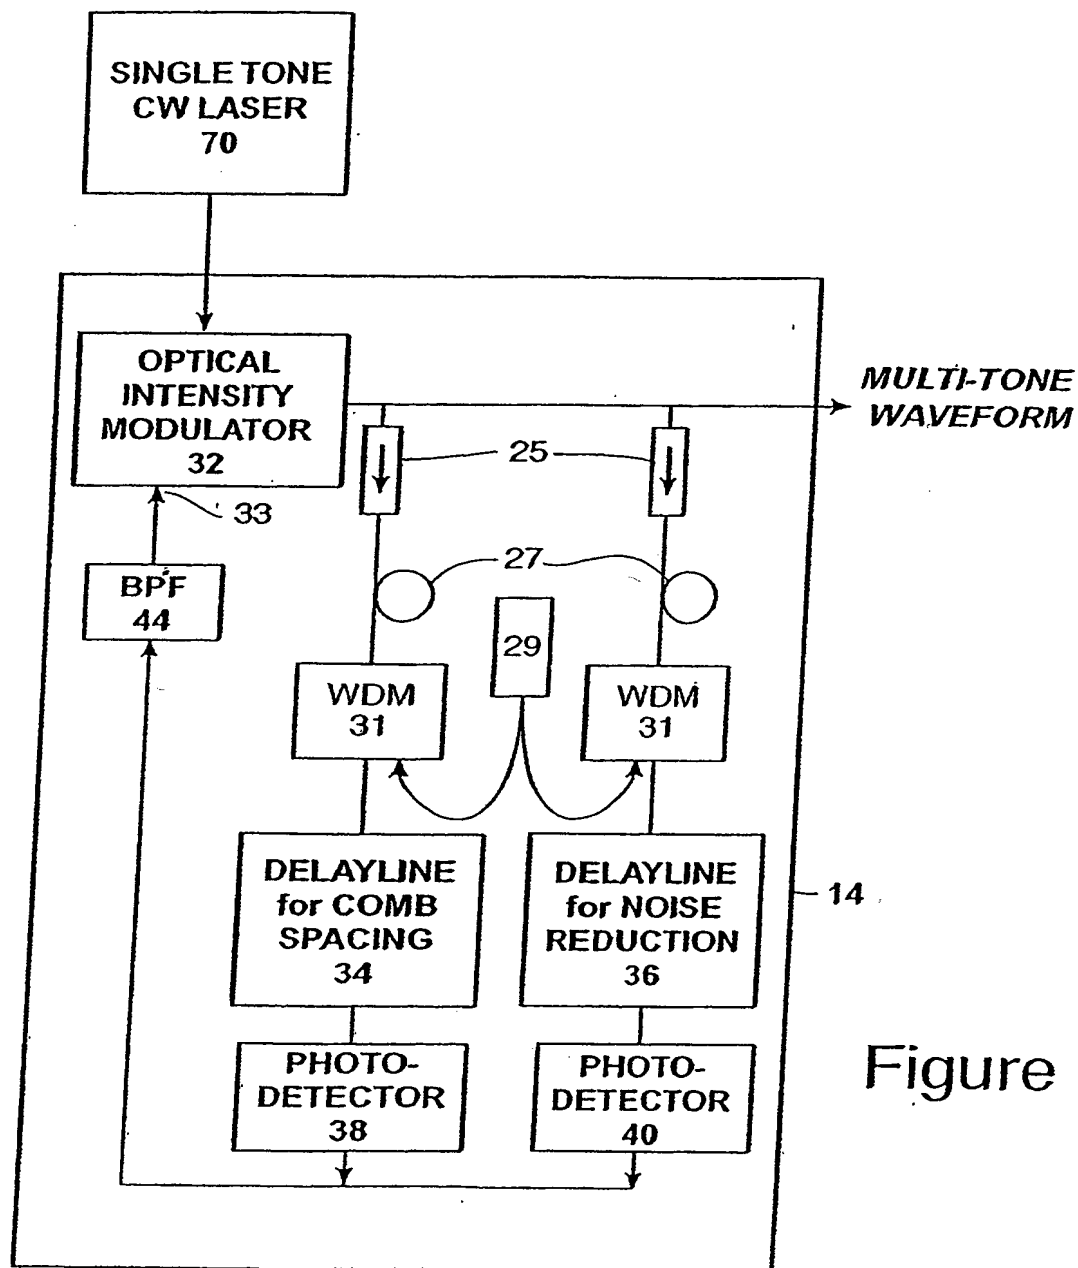 SINGLE TONE
CW LASER
70
OPTICAL
INTENSITY
MODULATOR
32
MULTI-TONE
WAVEFORM
25
33
BPF
44
27
29
WDM
31
WDM
31
DELAYLINE
for COMB
SPACING
34
DELAYLINE
for NOISE
REDUCTION
36
14
PHOTO-
DETECTOR
38
PHOTO-
DETECTOR
40
Figure